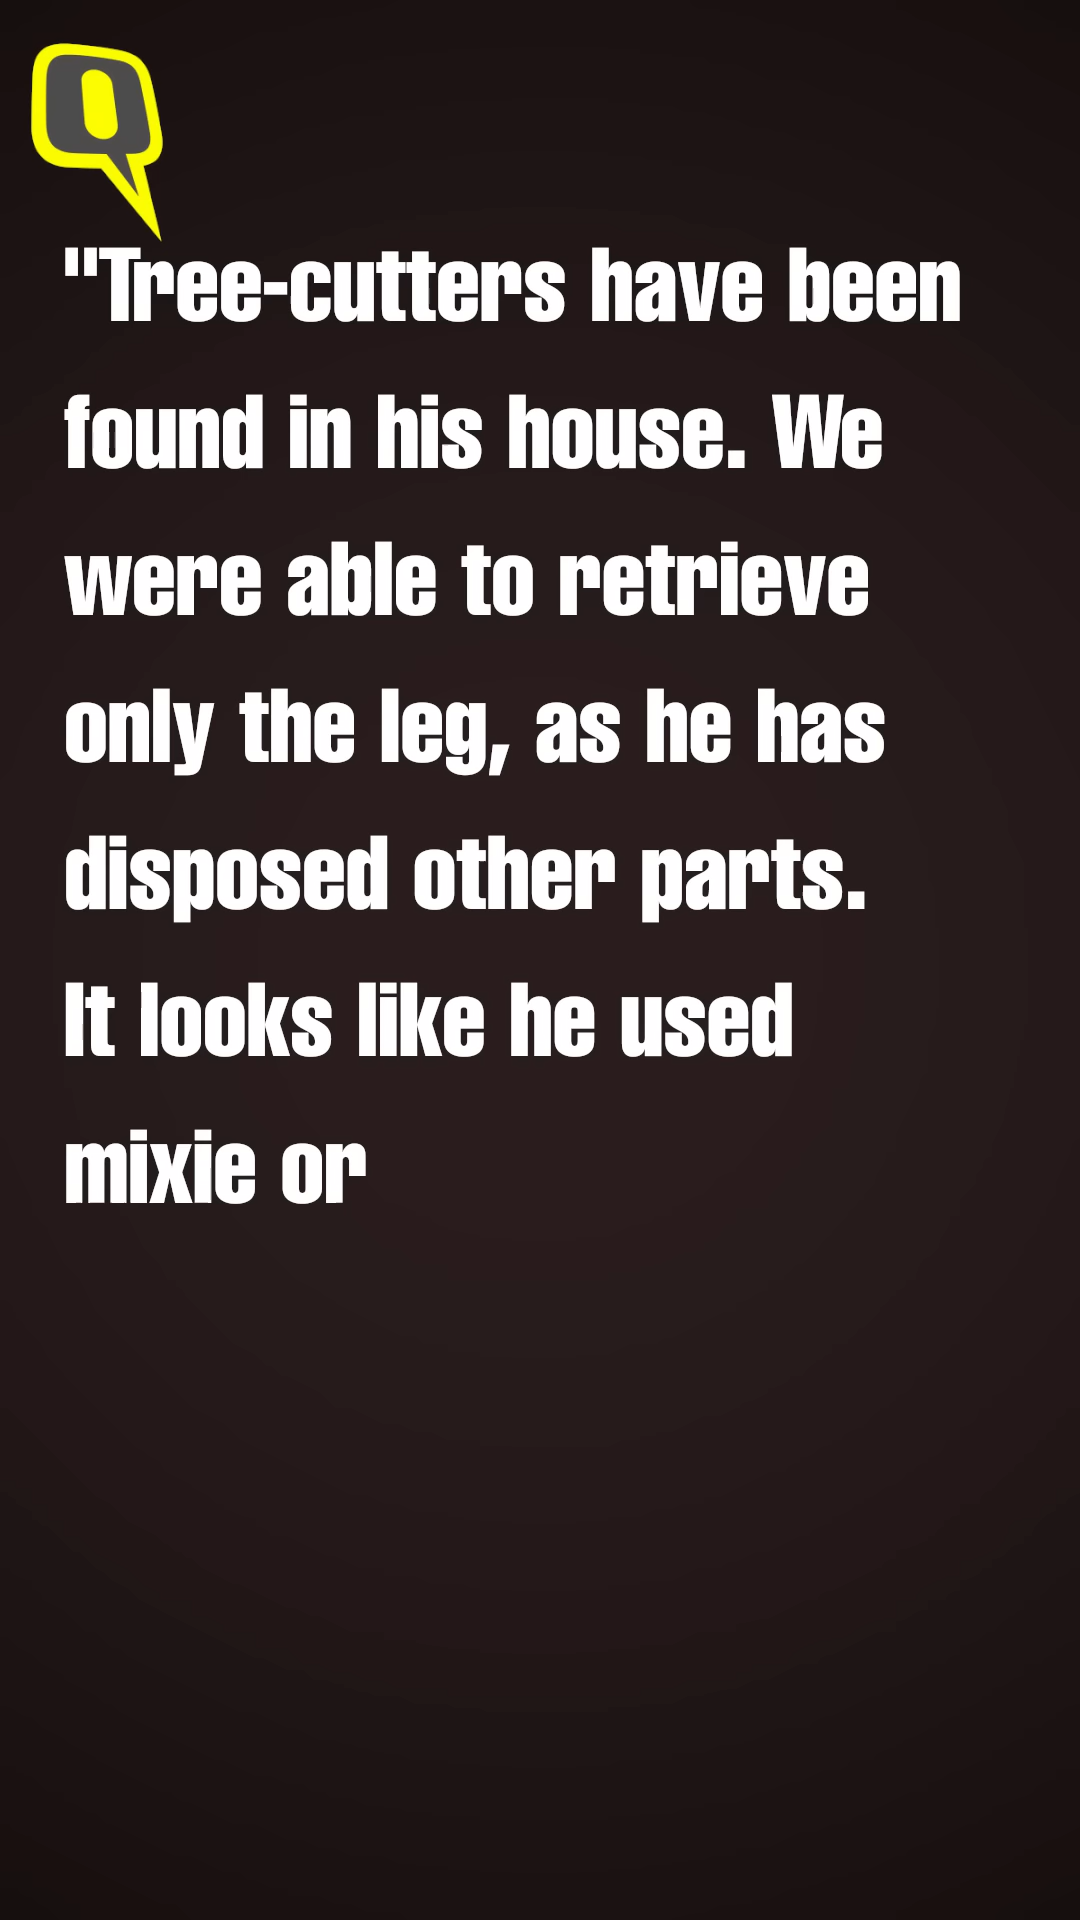 Q
"Tree-cutters have been
found in his house. We
were able to retrieve
only the leg, as he has
disposed other parts.
It looks like he used
mixie or